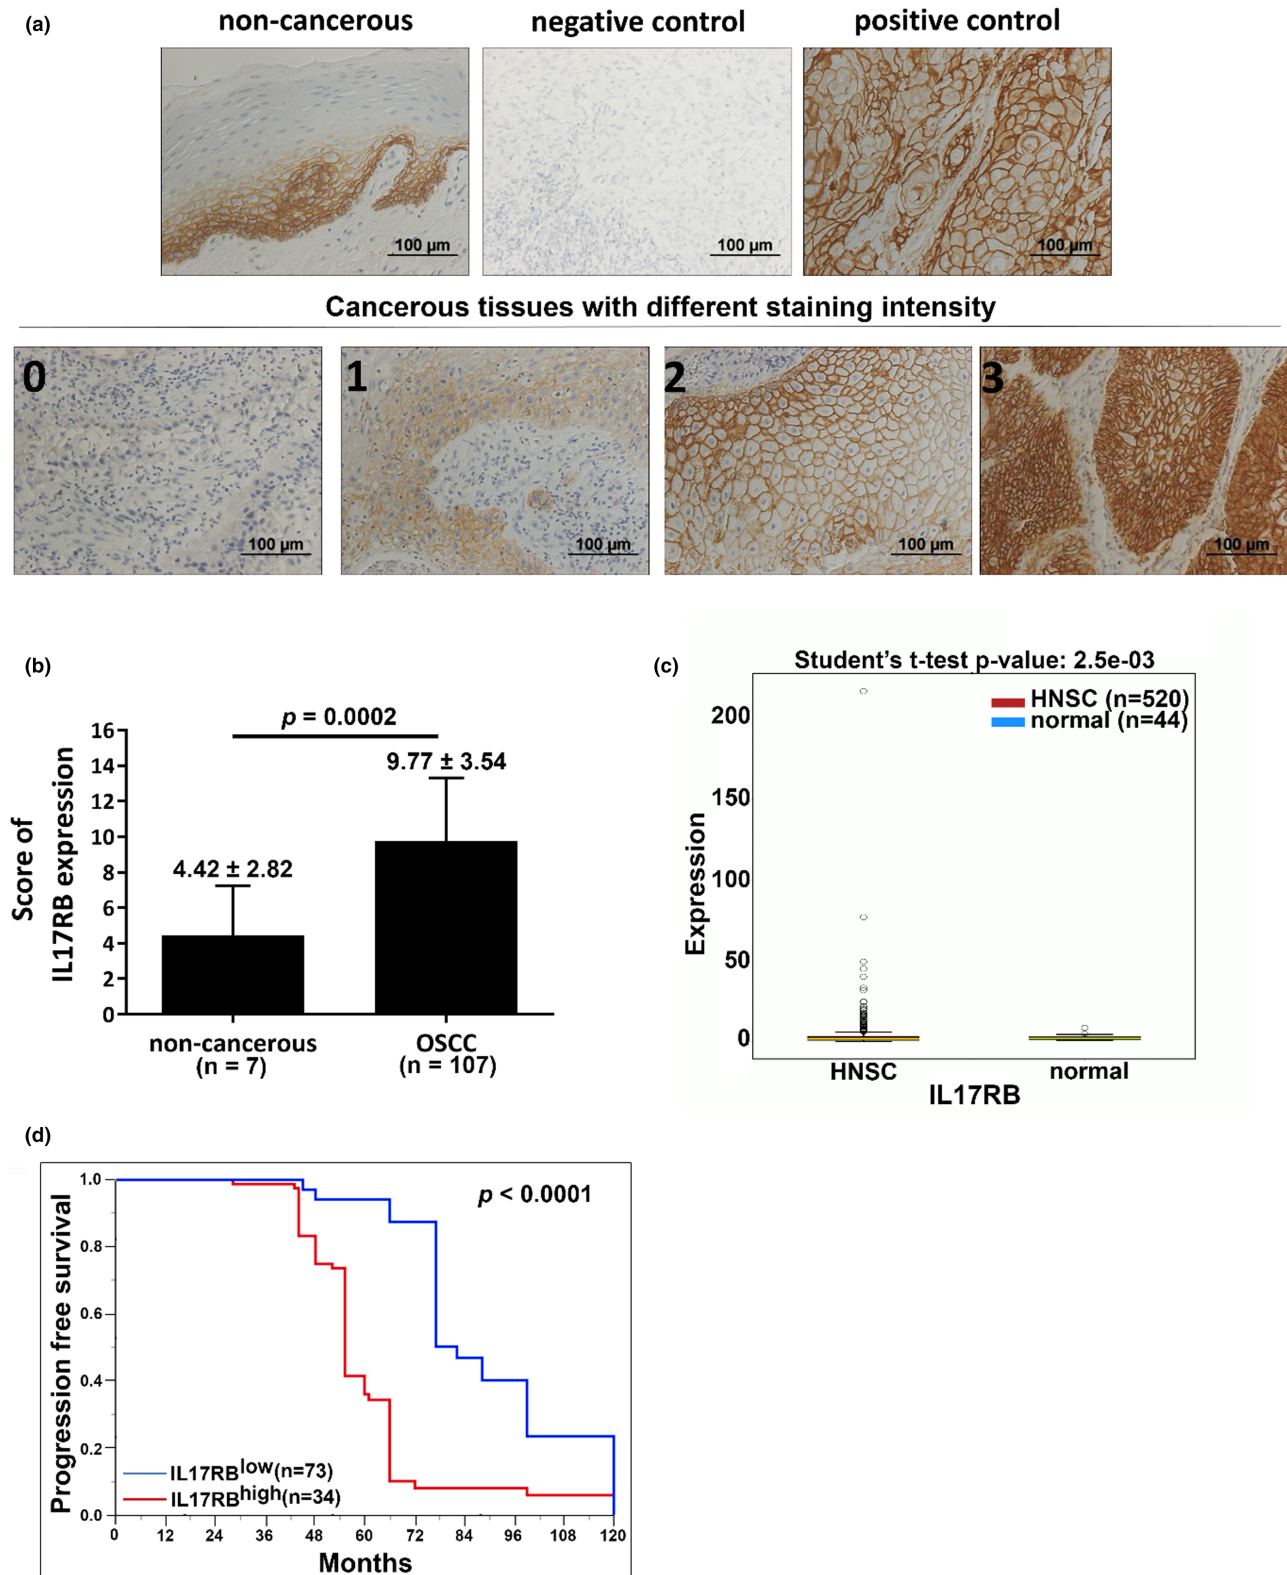 (a)
non-cancerous
negative control
positive control
100 µm
100 µm
100 µm
Cancerous tissues with different staining intensity
0
1
2
3
100 µm
100 µm
100 µm
100 µm
(b)
p = 0.0002
16
14
12
10
8
6
4
2
0
9.77 ± 3.54
4.42 ± 2.82
Score of
IL17RB expression
non-cancerous
(n = 7)
OSCC
(n = 107)
(c)
Student's t-test p-value: 2.5e-03
HNSC (n=520)
normal (n=44)
200
150
100
50
0
Expression
HNSC
normal
IL17RB
(d)
p < 0.0001
1.0
0.8
0.6
0.4
0.2
0.0
Progression free survival
IL17RBlow(n=73)
IL17RBhigh(n=34)
0 12 24 36 48 60 72 84 96 108 120
Months